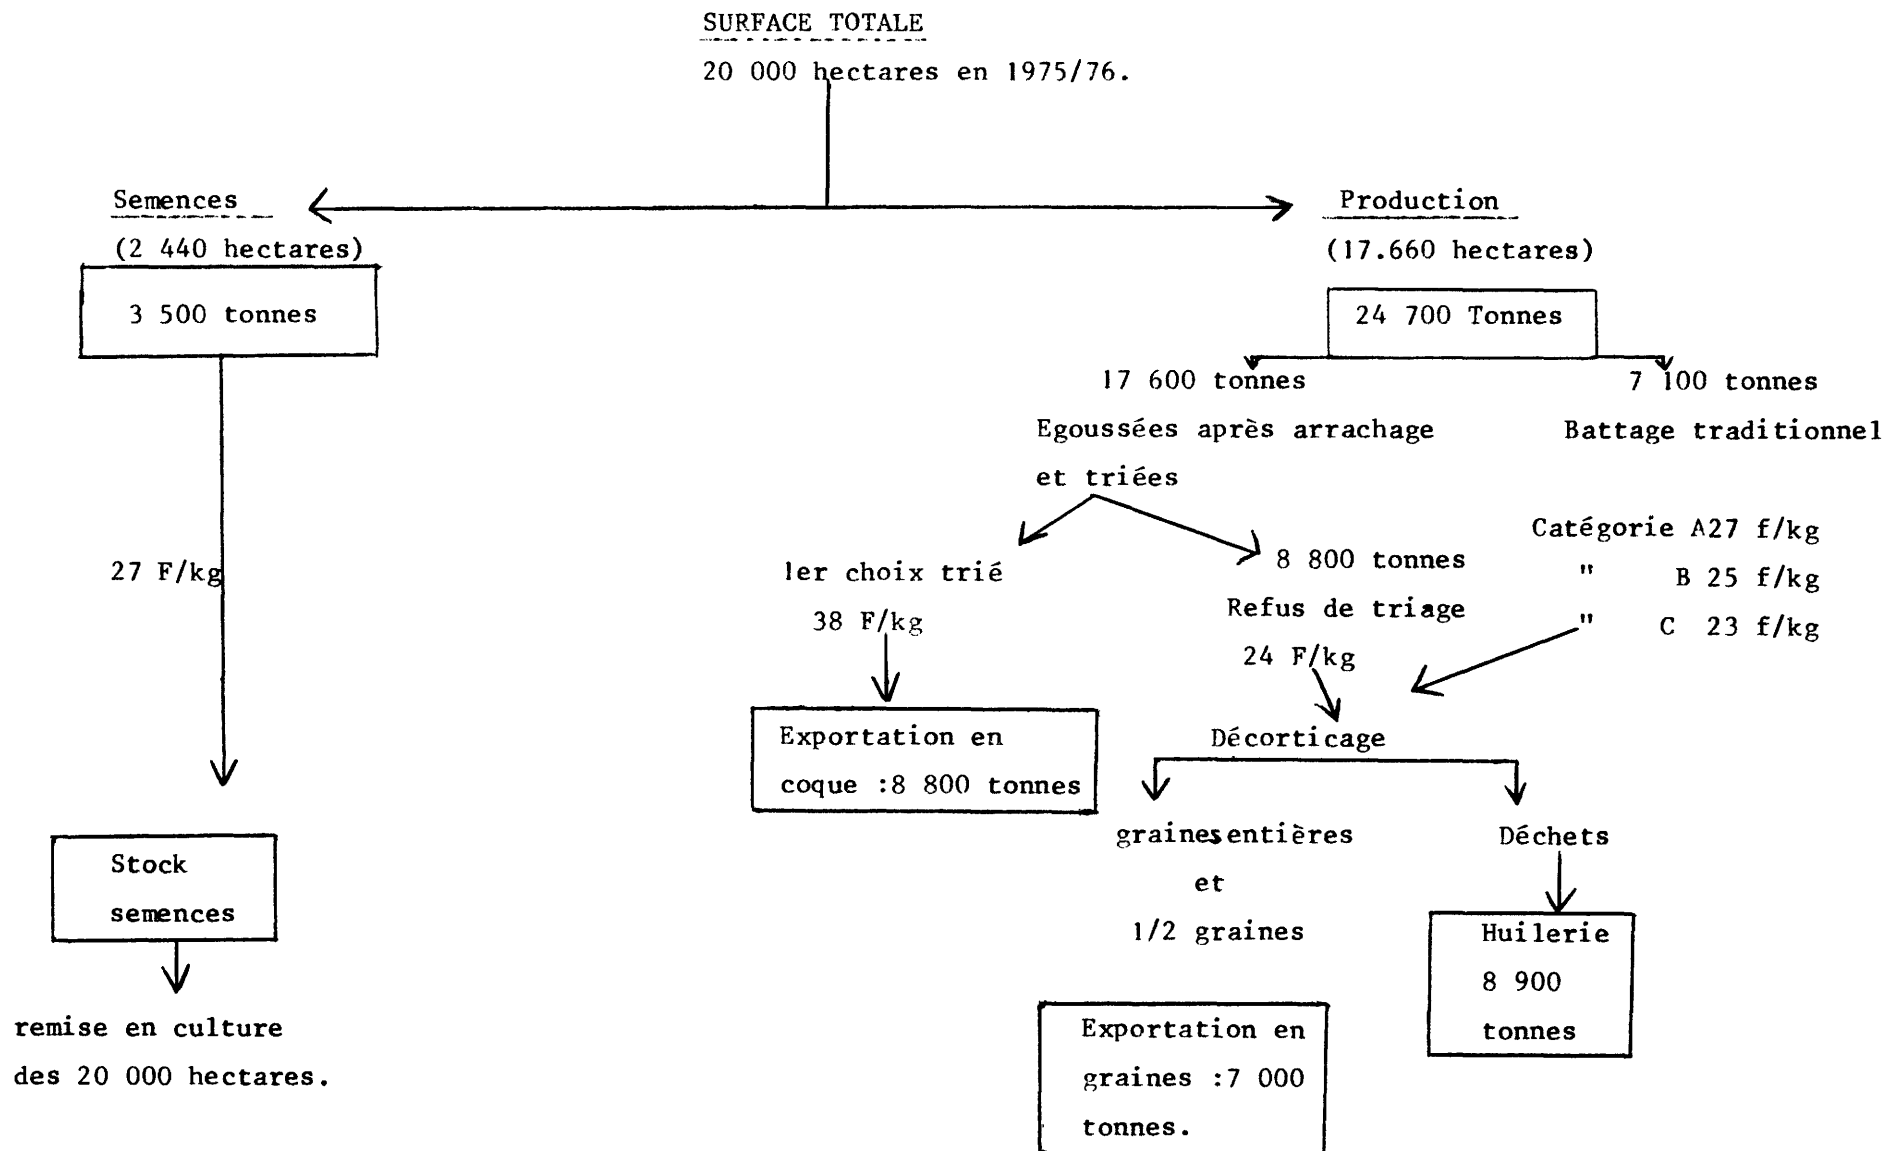 SURFACE TOTALE
20 000 hectares en 1975/76.
Semences
(2 440 hectares)
3 500 tonnes
27 F/kg
Stock
semences
remise en culture
des 20 000 hectares.
Production
(17.660 hectares)
24 700 Tonnes
17 600 tonnes
Egoussées après arrachage
et triées
7 100 tonnes
Battage traditionnel
1er choix trié
38 F/kg
Exportation en
coque :8 800 tonnes
8 800 tonnes
Refus de triage
24 F/kg
Catégorie A27 f/kg
" B 25 f/kg
" C 23 f/kg
Décorticage
graines entières
et
1/2 graines
Exportation en
graines :7 000
tonnes.
Déchets
Huilerie
8 900
tonnes